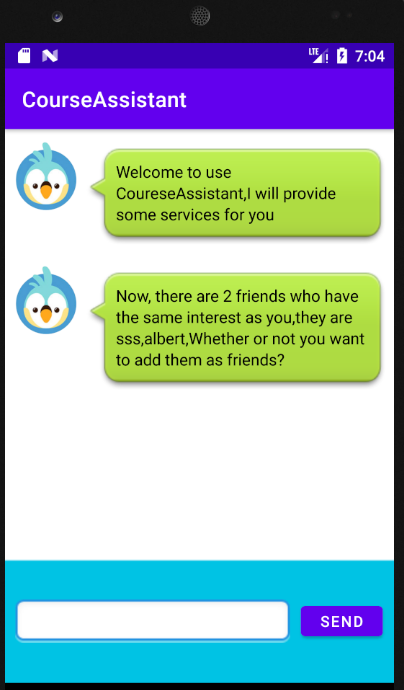 LTE 7:04
CourseAssistant
Welcome to use
CoureseAssistant,I will provide
some services for you
Now, there are 2 friends who have
the same interest as you,they are
sss,albert,Whether or not you want
to add them as friends?
SEND